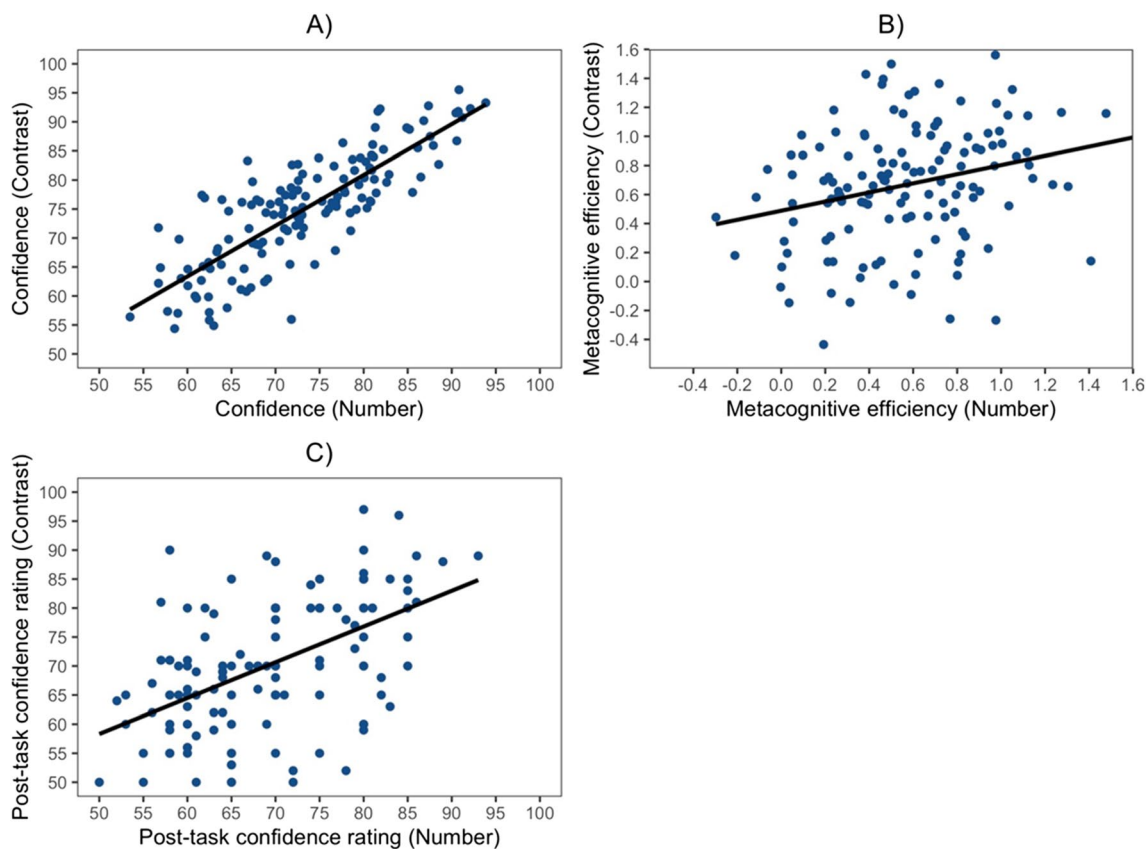 A)
Confidence (Contrast)
100
95
90
85
80
75
70
65
60
55
50
50 55 60 65 70 75 80 85 90 95 100
Confidence (Number)
B)
Metacognitive efficiency (Contrast)
1.6
1.4
1.2
1.0
0.8
0.6
0.4
0.2
0.0
-0.2
-0.4
-0.4 -0.2 0.0 0.2 0.4 0.6 0.8 1.0 1.2 1.4 1.6
Metacognitive efficiency (Number)
C)
Post-task confidence rating (Contrast)
100
95
90
85
80
75
70
65
60
55
50
50 55 60 65 70 75 80 85 90 95 100
Post-task confidence rating (Number)